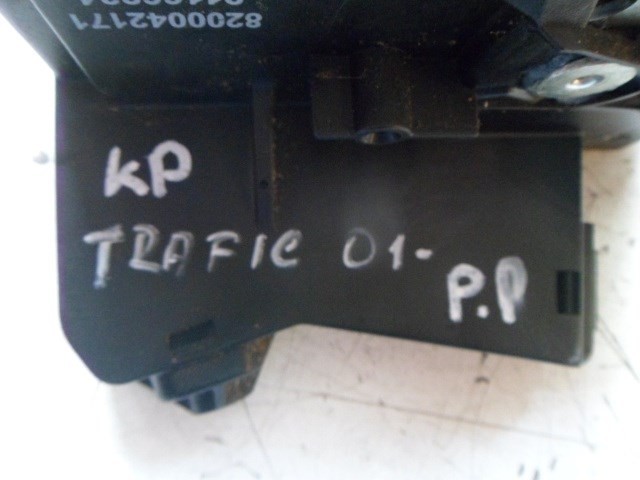 8200042171
KP
TRAFIC 01-
P.P